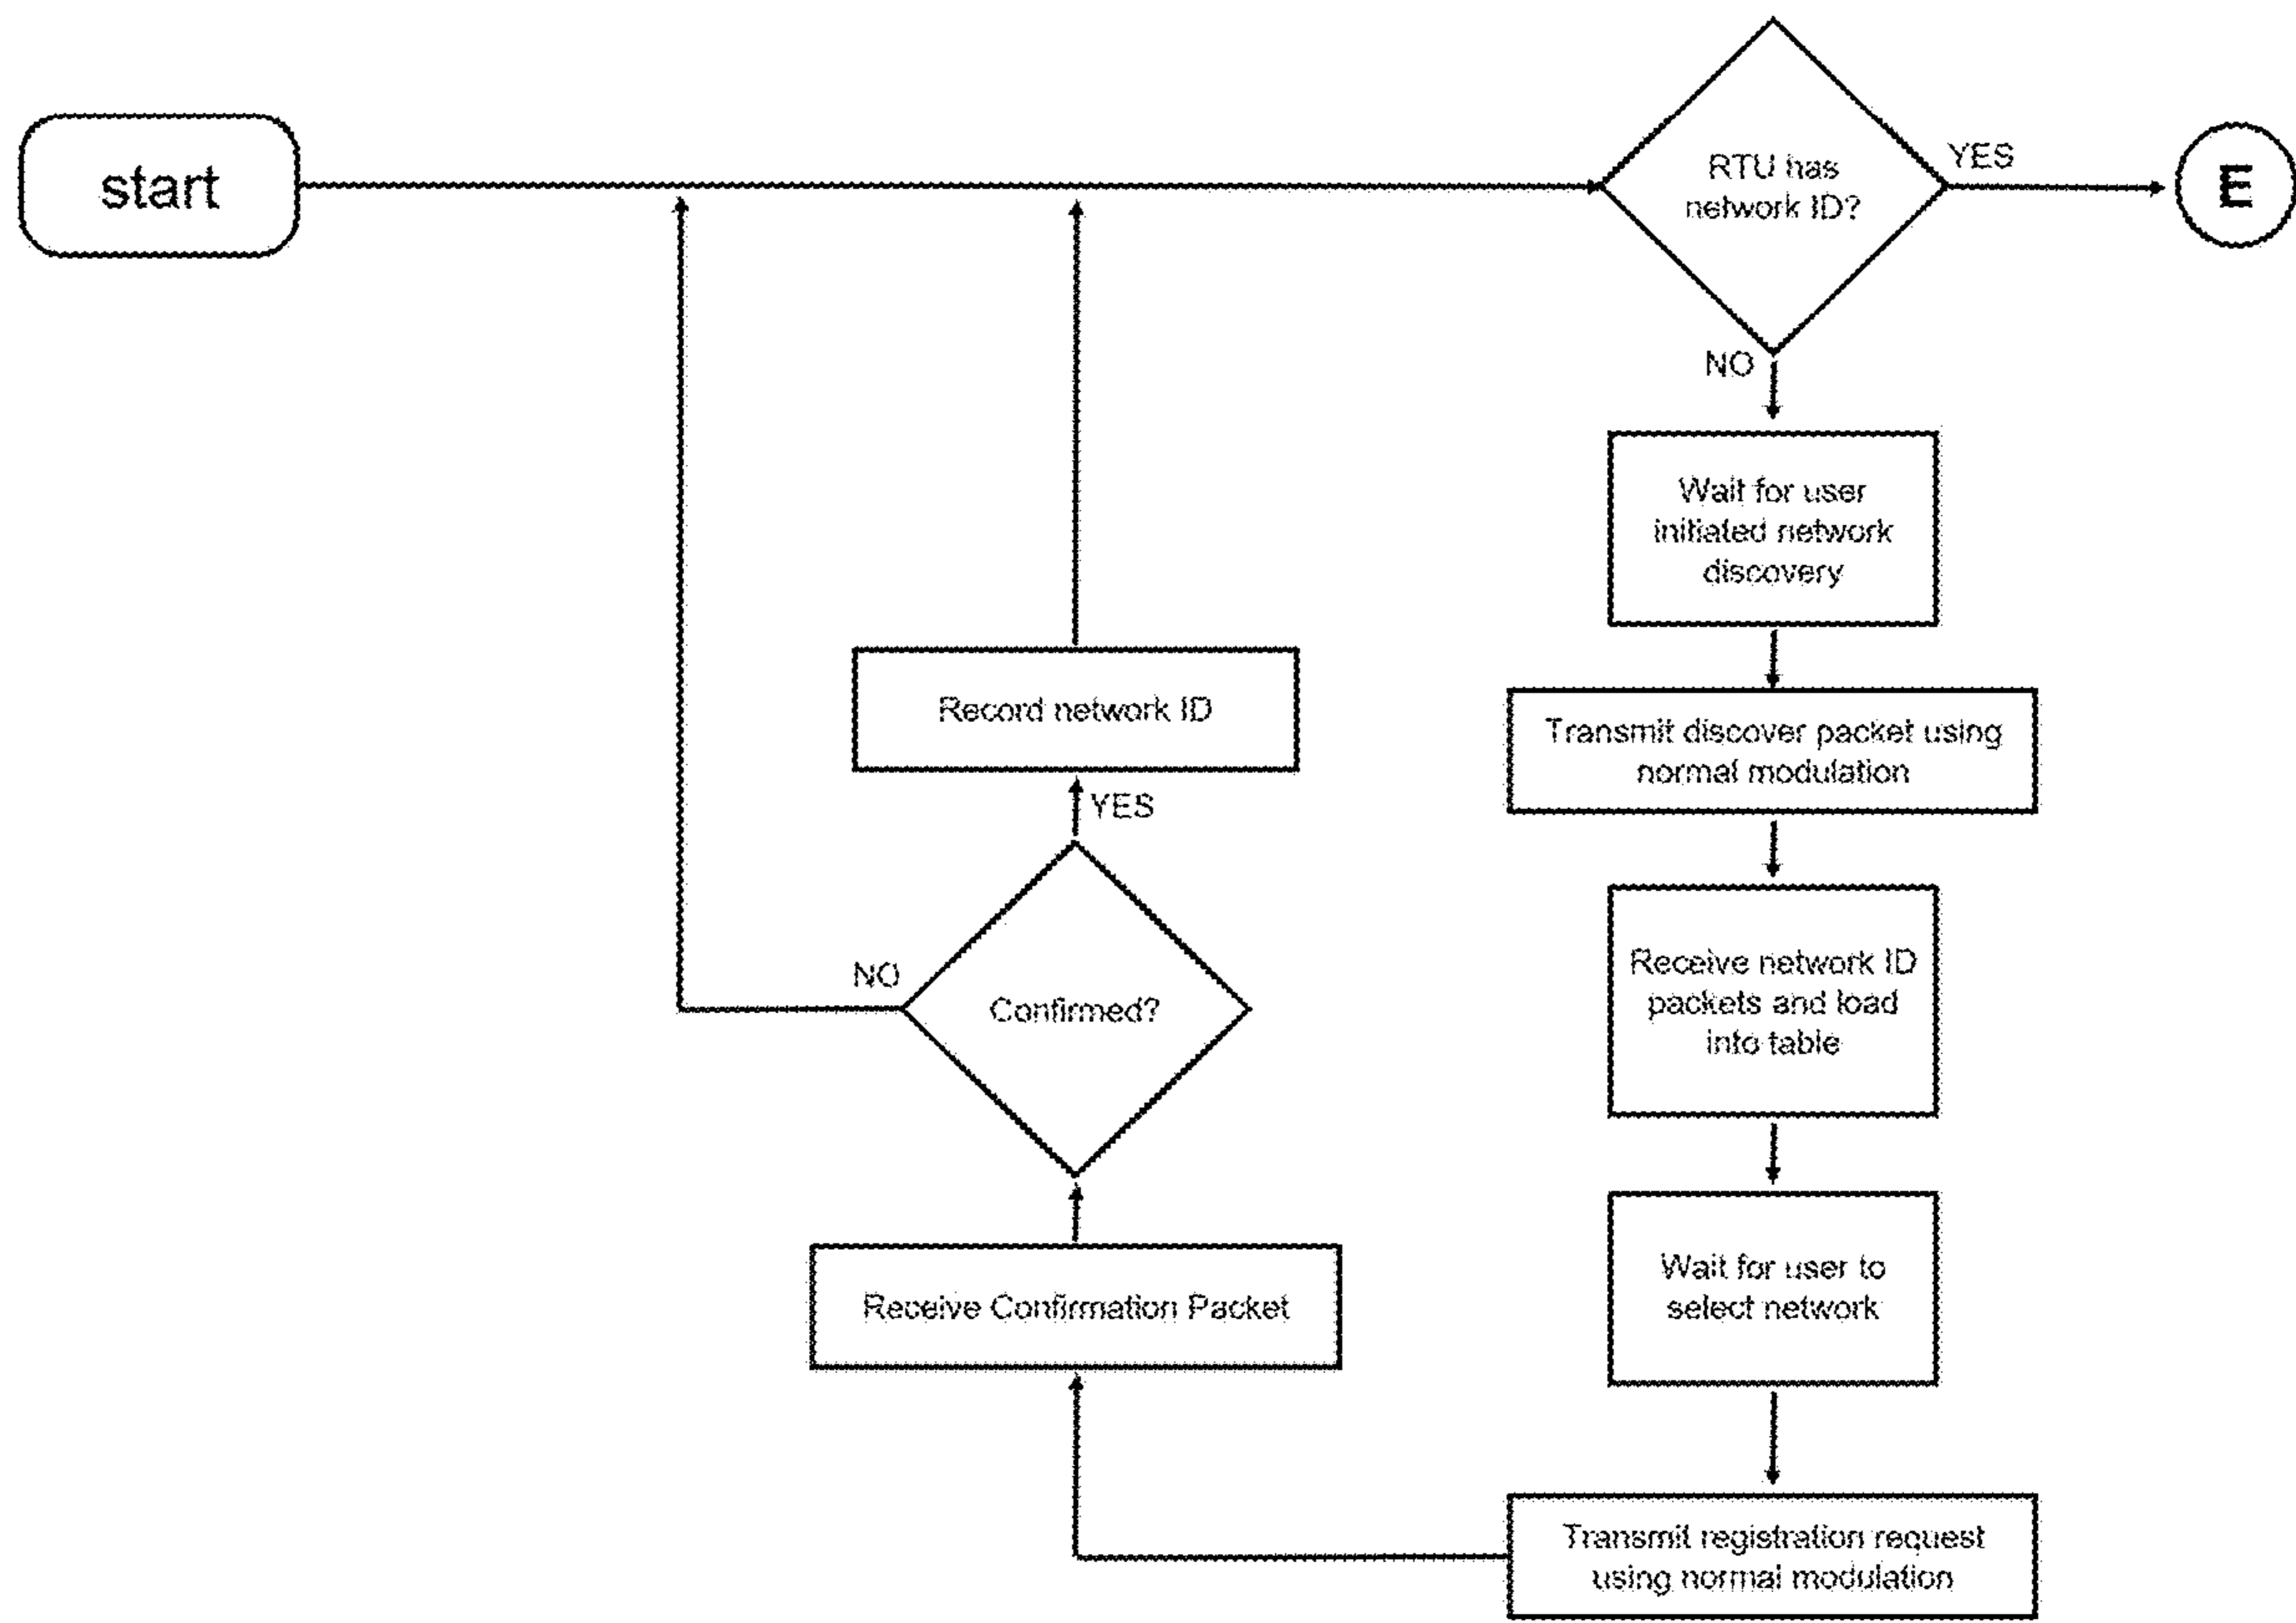 start
RTU has
network ID?
YES
E
NO
Wait for user
initiated network
discovery
Transmit discover packet using
normal modulation
Receive network ID
packets and load
into table
Wait for user to
select network
Transmit registration request
using normal modulation
Receive Confirmation Packet
Confirmed?
NO
YES
Record network ID